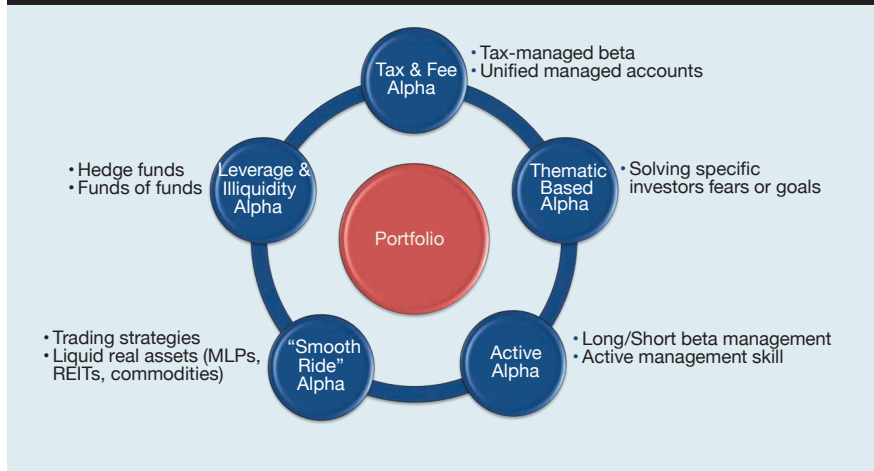 Tax & Fee
Alpha
• Tax-managed beta
• Unified managed accounts
• Hedge funds
• Funds of funds
Leverage &
Illiquidity
Alpha
Thematic
Based
Alpha
• Solving specific
investors fears or goals
Portfolio
• Trading strategies
• Liquid real assets (MLPs,
REITs, commodities)
“Smooth
Ride”
Alpha
Active
Alpha
• Long/Short beta management
• Active management skill